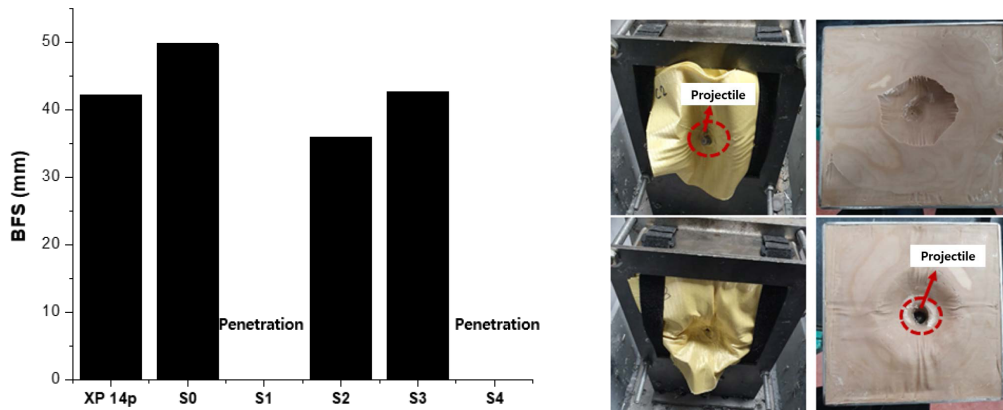 BFS (mm)
50
40
30
20
10
0
Penetration
Penetration
XP 14p
S0
S1
S2
S3
S4
Projectile
Projectile